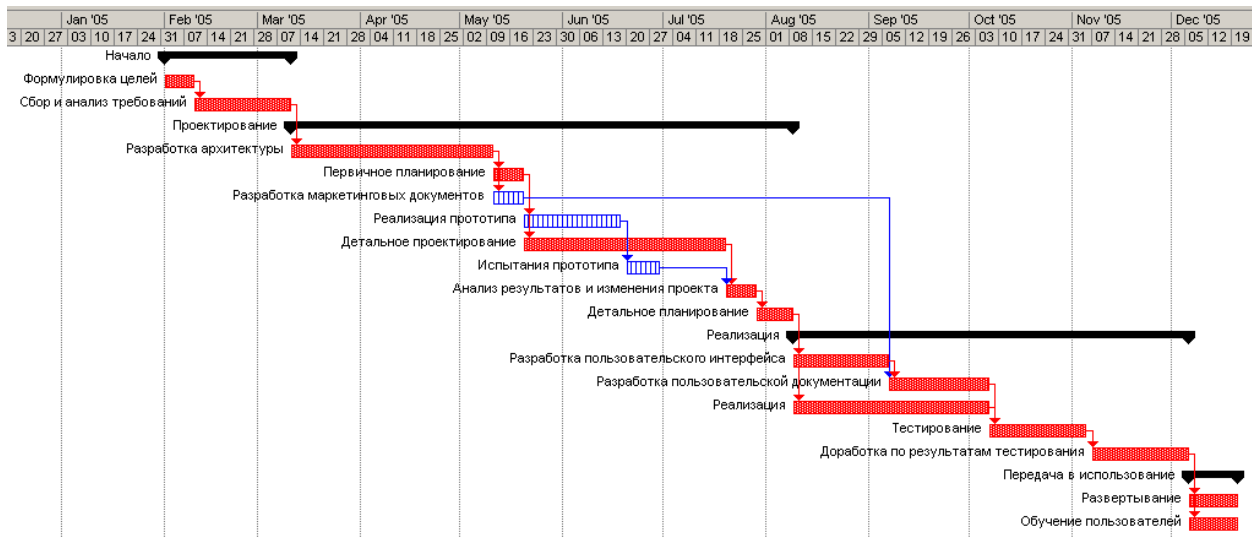 Jan '05 Feb '05 Mar '05 Apr '05 May '05 Jun '05 Jul '05 Aug '05 Sep '05 Oct '05 Nov '05 Dec '05
3 20 27 03 10 17 24 31 07 14 21 28 07 14 21 28 04 11 18 25 02 09 16 23 30 06 13 20 27 04 11 18 25 01 08 15 22 29 05 12 19 26 03 10 17 24 31 07 14 21 28 05 12 19
Начало
Формулировка целей
Сбор и анализ требований
Проектирование
Разработка архитектуры
Первичное планирование
Разработка маркетинговых документов
Реализация прототипа
Детальное проектирование
Испытания прототипа
Анализ результатов и изменения проекта
Детальное планирование
Реализация
Разработка пользовательского интерфейса
Разработка пользовательской документации
Реализация
Тестирование
Доработка по результатам тестирования
Передача в использование
Развертывание
Обучение пользователей